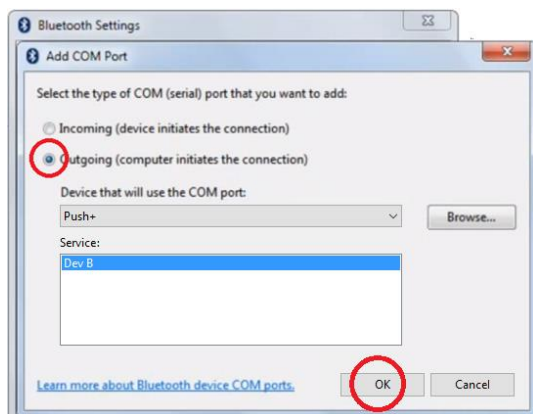 Bluetooth Settings
Add COM Port
Select the type of COM (serial) port that you want to add:
Incoming (device initiates the connection)
Outgoing (computer initiates the connection)
Device that will use the COM port:
Push+
Browse...
Service:
Dev B
Learn more about Bluetooth device COM ports.
OK
Cancel